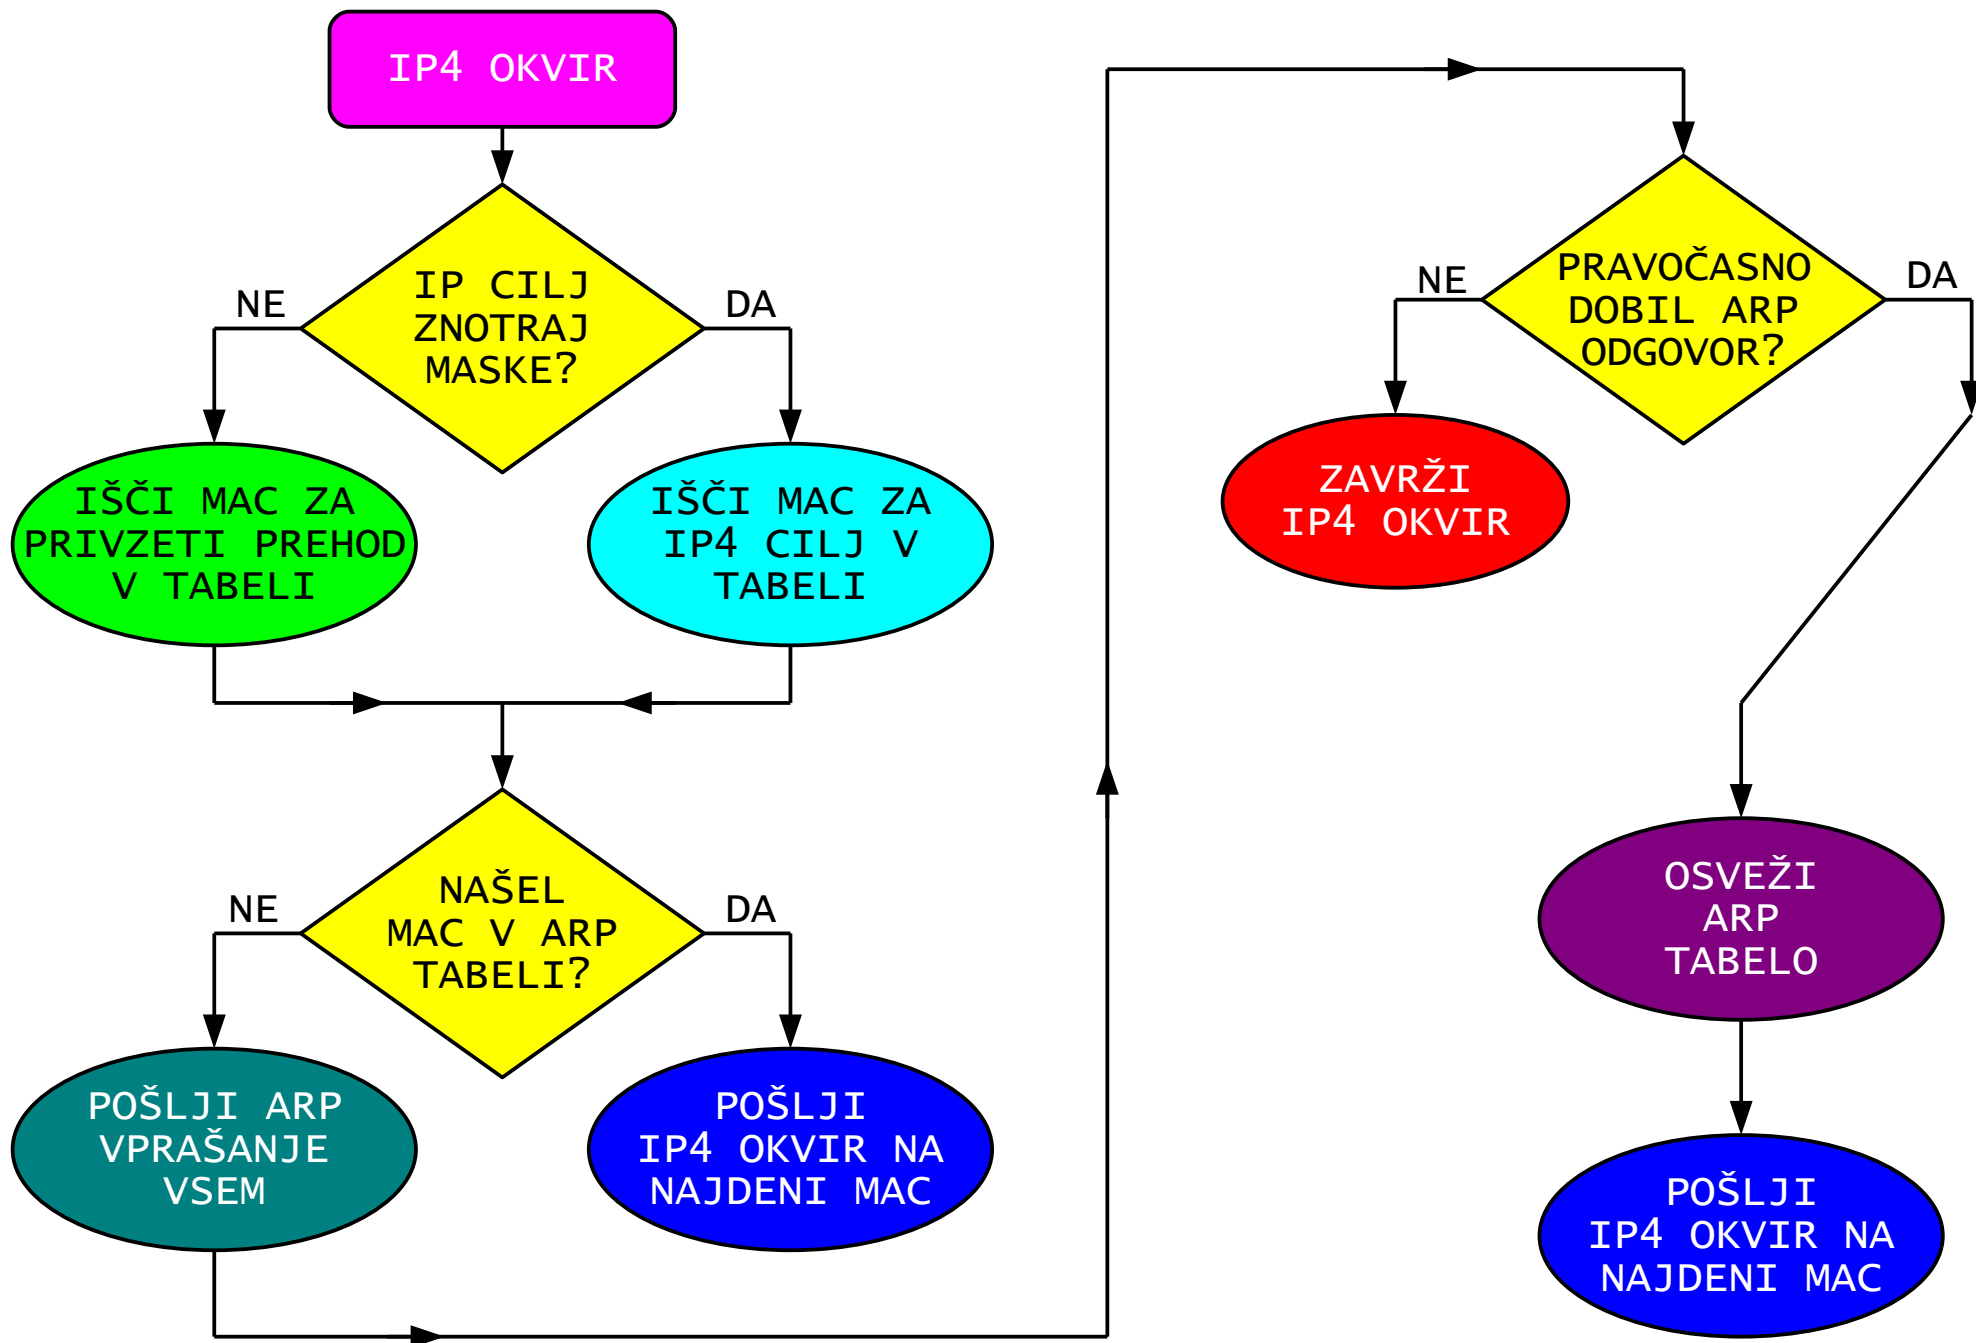 IP4 OKVIR
IP CILJ
ZNOTRAJ
MASKE?
NE
DA
IŠČI MAC ZA
PRIVZETI PREHOD
V TABELI
IŠČI MAC ZA
IP4 CILJ V
TABELI
NAŠEL
MAC V ARP
TABELI?
NE
DA
POŠLJI ARP
VPRAŠANJE
VSEM
POŠLJI
IP4 OKVIR NA
NAJDENI MAC
PRAVOČASNO
DOBIL ARP
ODGOVOR?
NE
DA
ZAVRŽI
IP4 OKVIR
OSVEŽI
ARP
TABELO
POŠLJI
IP4 OKVIR NA
NAJDENI MAC